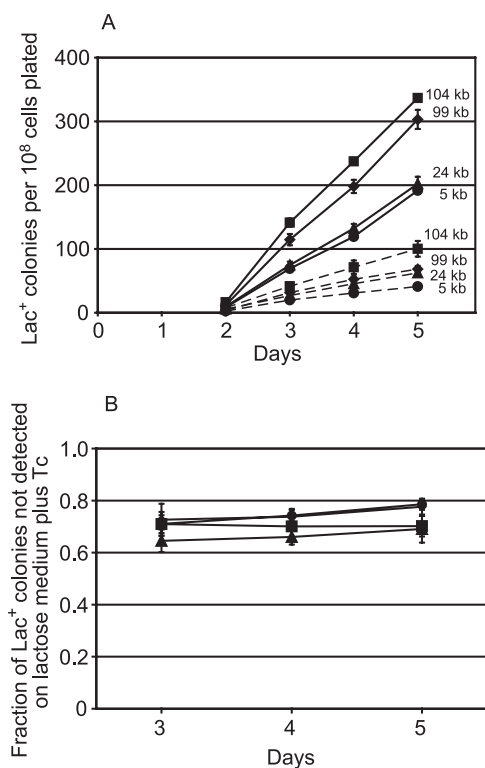 A
Lac⁺ colonies per 10⁸ cells plated
400
300
200
100
0
104 kb
99 kb
24 kb
5 kb
104 kb
99 kb
24 kb
5 kb
0 1 2 3 4 5
Days
B
Fraction of Lac⁺ colonies not detected
on lactose medium plus Tc
1.0
0.8
0.6
0.4
0.2
0
3 4 5
Days